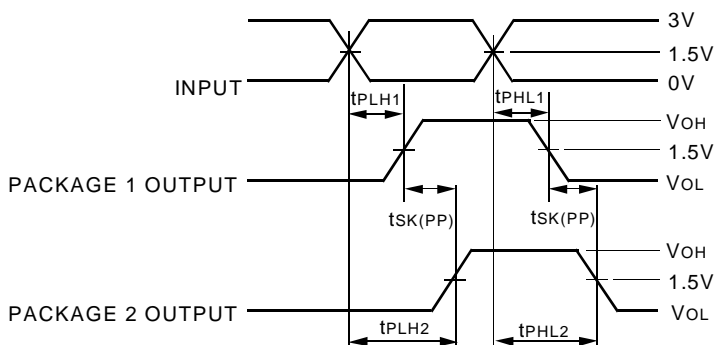 3V
1.5V
INPUT
0V
tPLH1
tPHL1
VOH
1.5V
PACKAGE 1 OUTPUT
VOL
tSK(PP)
tSK(PP)
VOH
1.5V
PACKAGE 2 OUTPUT
VOL
tPLH2
tPHL2